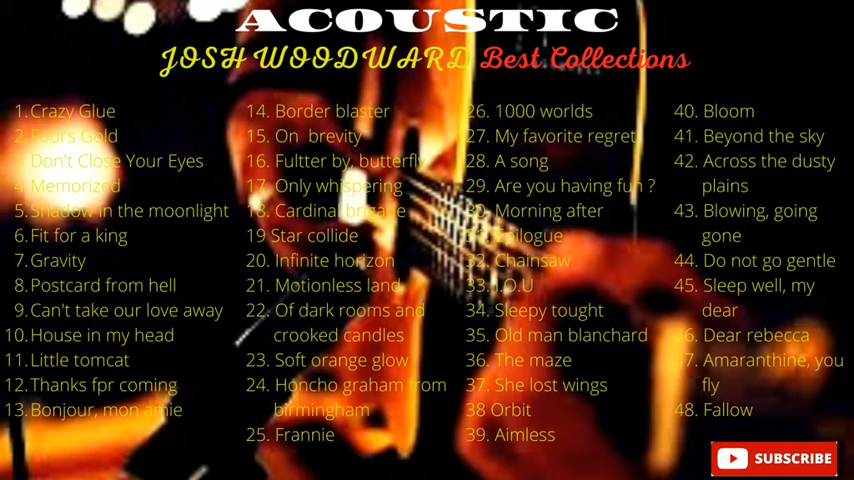 ACOUSTIC
JOSH WOODWARD Best Collections
1.Crazy Glue
2.Fool's Gold
3.Don't Close Your Eyes
4.Memorized
5.Shadow in the moonlight
6.Fit for a king
7.Gravity
8.Postcard from hell
9.Can't take our love away
10.House in my head
11.Little tomcat
12.Thanks fpr coming
13.Bonjour, mon amie
14. Border blaster
15. On brevity
16. Fultter by, butterfly
17. Only whispering
18. Cardinal brigade
19 Star collide
20. Infinite horizon
21. Motionless land
22. Of dark rooms and
crooked candles
23. Soft orange glow
24. Honcho graham from
birmingham
25. Frannie
26. 1000 worlds
27. My favorite regret
28. A song
29. Are you having fun ?
30. Morning after
31. Epilogue
32. Chainsaw
33. I.O.U
34. Sleepy tought
35. Old man blanchard
36. The maze
37. She lost wings
38 Orbit
39. Aimless
40. Bloom
41. Beyond the sky
42. Across the dusty
plains
43. Blowing, going
gone
44. Do not go gentle
45. Sleep well, my
dear
46. Dear rebecca
47. Amaranthine, you
fly
48. Fallow
SUBSCRIBE